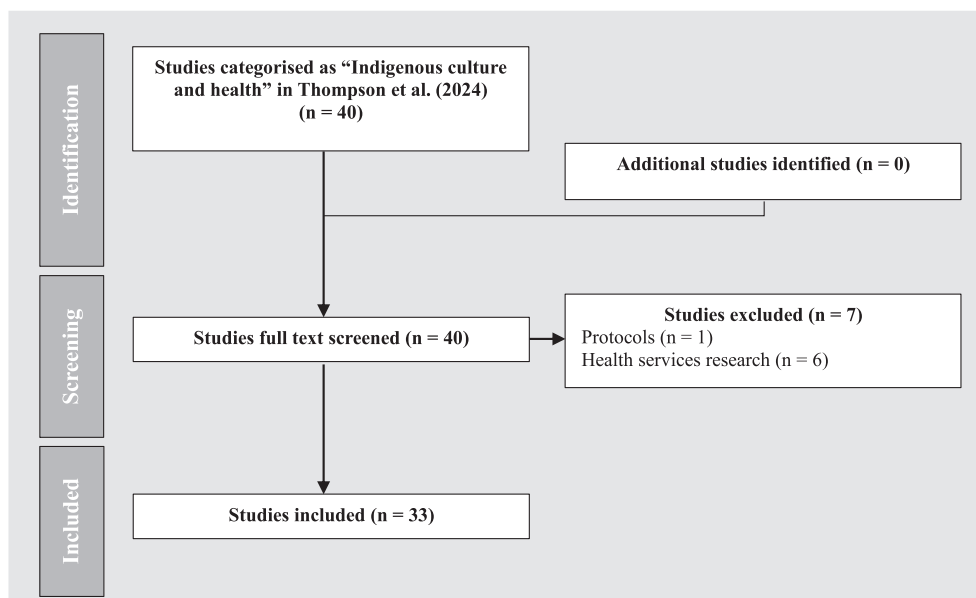 Identification
Studies categorised as “Indigenous culture
and health” in Thompson et al. (2024)
(n = 40)
Additional studies identified (n = 0)
Screening
Studies full text screened (n = 40)
Studies excluded (n = 7)
Protocols (n = 1)
Health services research (n = 6)
Included
Studies included (n = 33)